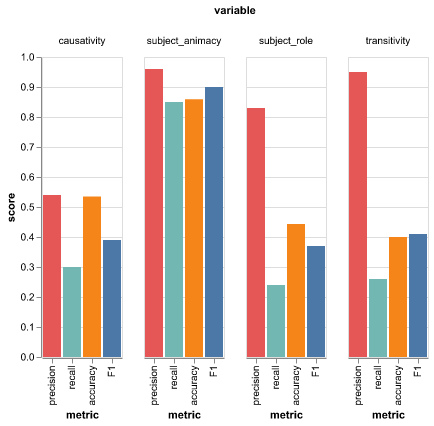 variable
causativity subject_animacy subject_role transitivity
1.0
0.9
0.8
0.7
0.6
0.5
0.4
0.3
0.2
0.1
0.0
score
precision recall accuracy F1 precision recall accuracy F1 precision recall accuracy F1 precision recall accuracy F1
metric metric metric metric